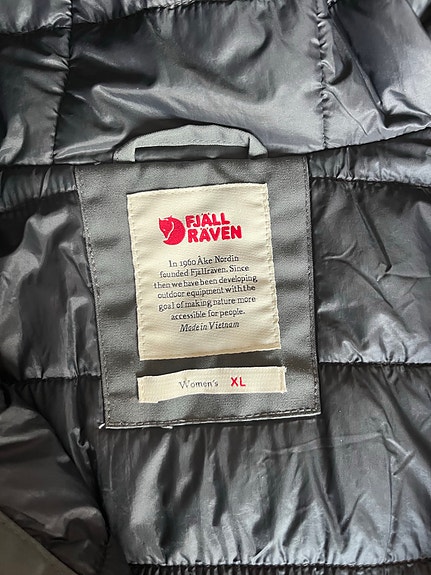 FJÄLL
RÄVEN
In 1960 Åke Nordin
founded Fjällräven. Since
then we have been developing
outdoor equipment with the
goal of making nature more
accessible for people.
Made in Vietnam
Women's XL